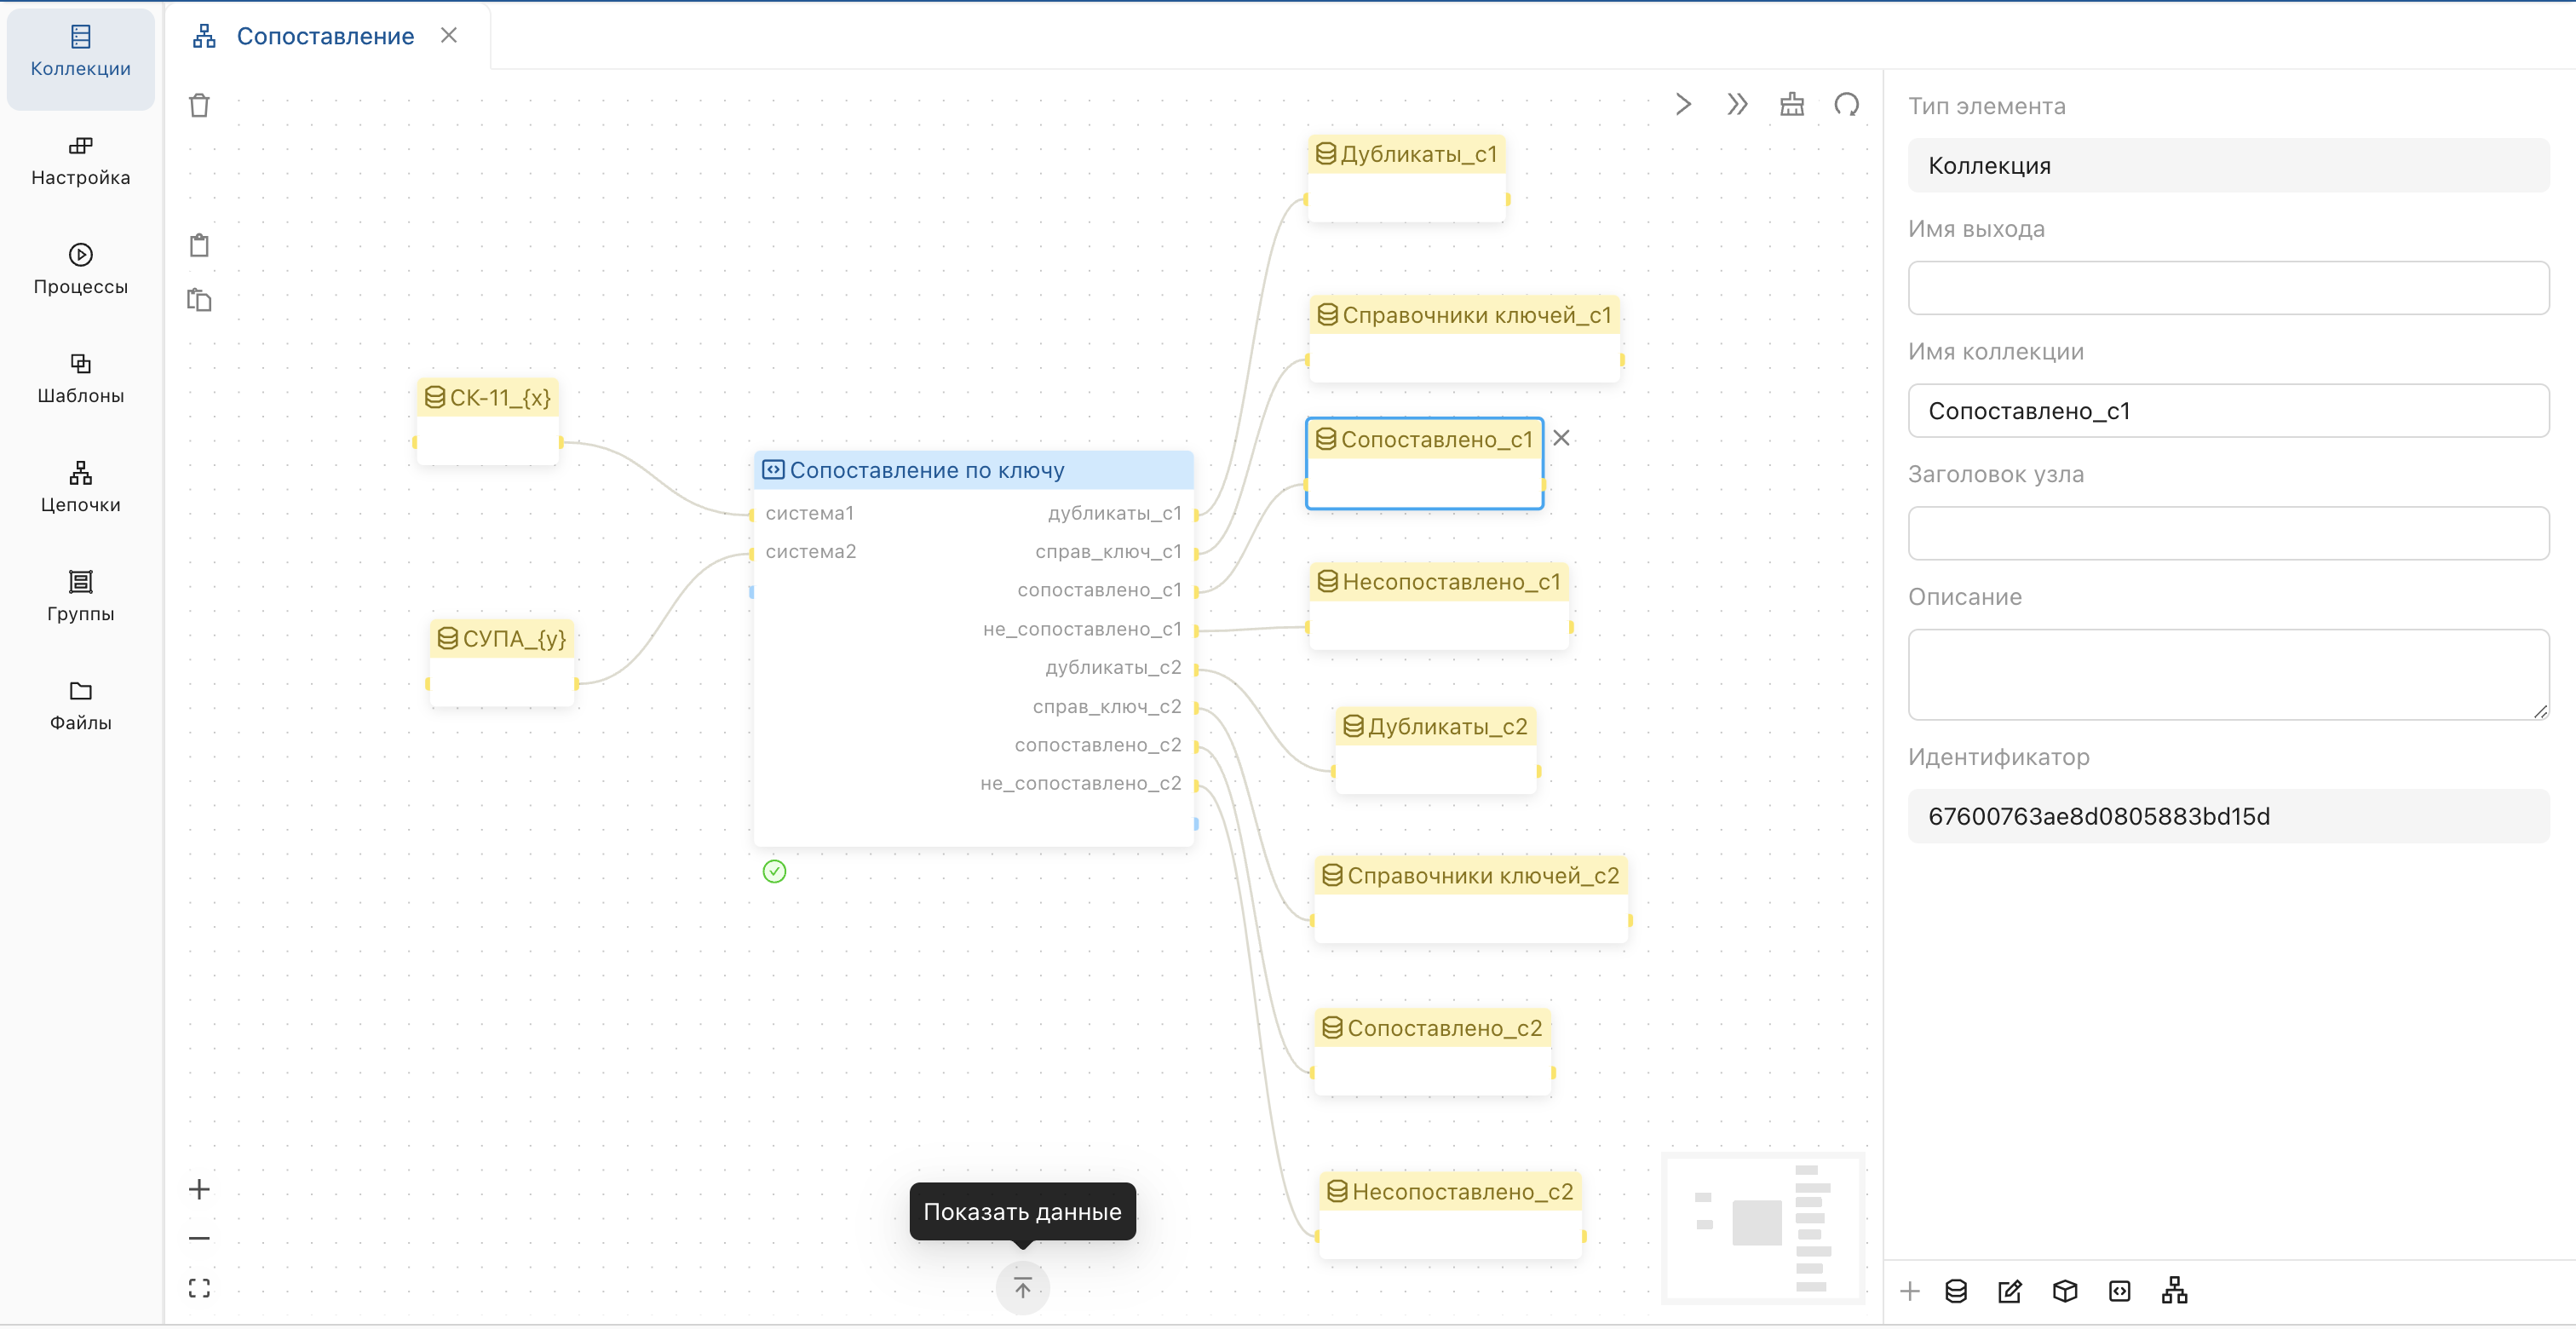 Коллекции
Настройка
Процессы
Шаблоны
Цепочки
Группы
Файлы
Сопоставление
СК-11_{x}
СУПА_{y}
Сопоставление по ключу
система1
система2
дубликаты_с1
справ_ключ_с1
сопоставлено_с1
не_сопоставлено_с1
дубликаты_с2
справ_ключ_с2
сопоставлено_с2
не_сопоставлено_с2
Дубликаты_с1
Справочники ключей_с1
Сопоставлено_с1
Несопоставлено_с1
Дубликаты_с2
Справочники ключей_с2
Сопоставлено_с2
Несопоставлено_с2
Показать данные
Тип элемента
Коллекция
Имя выхода
Имя коллекции
Сопоставлено_с1
Заголовок узла
Описание
Идентификатор
67600763ae8d0805883bd15d